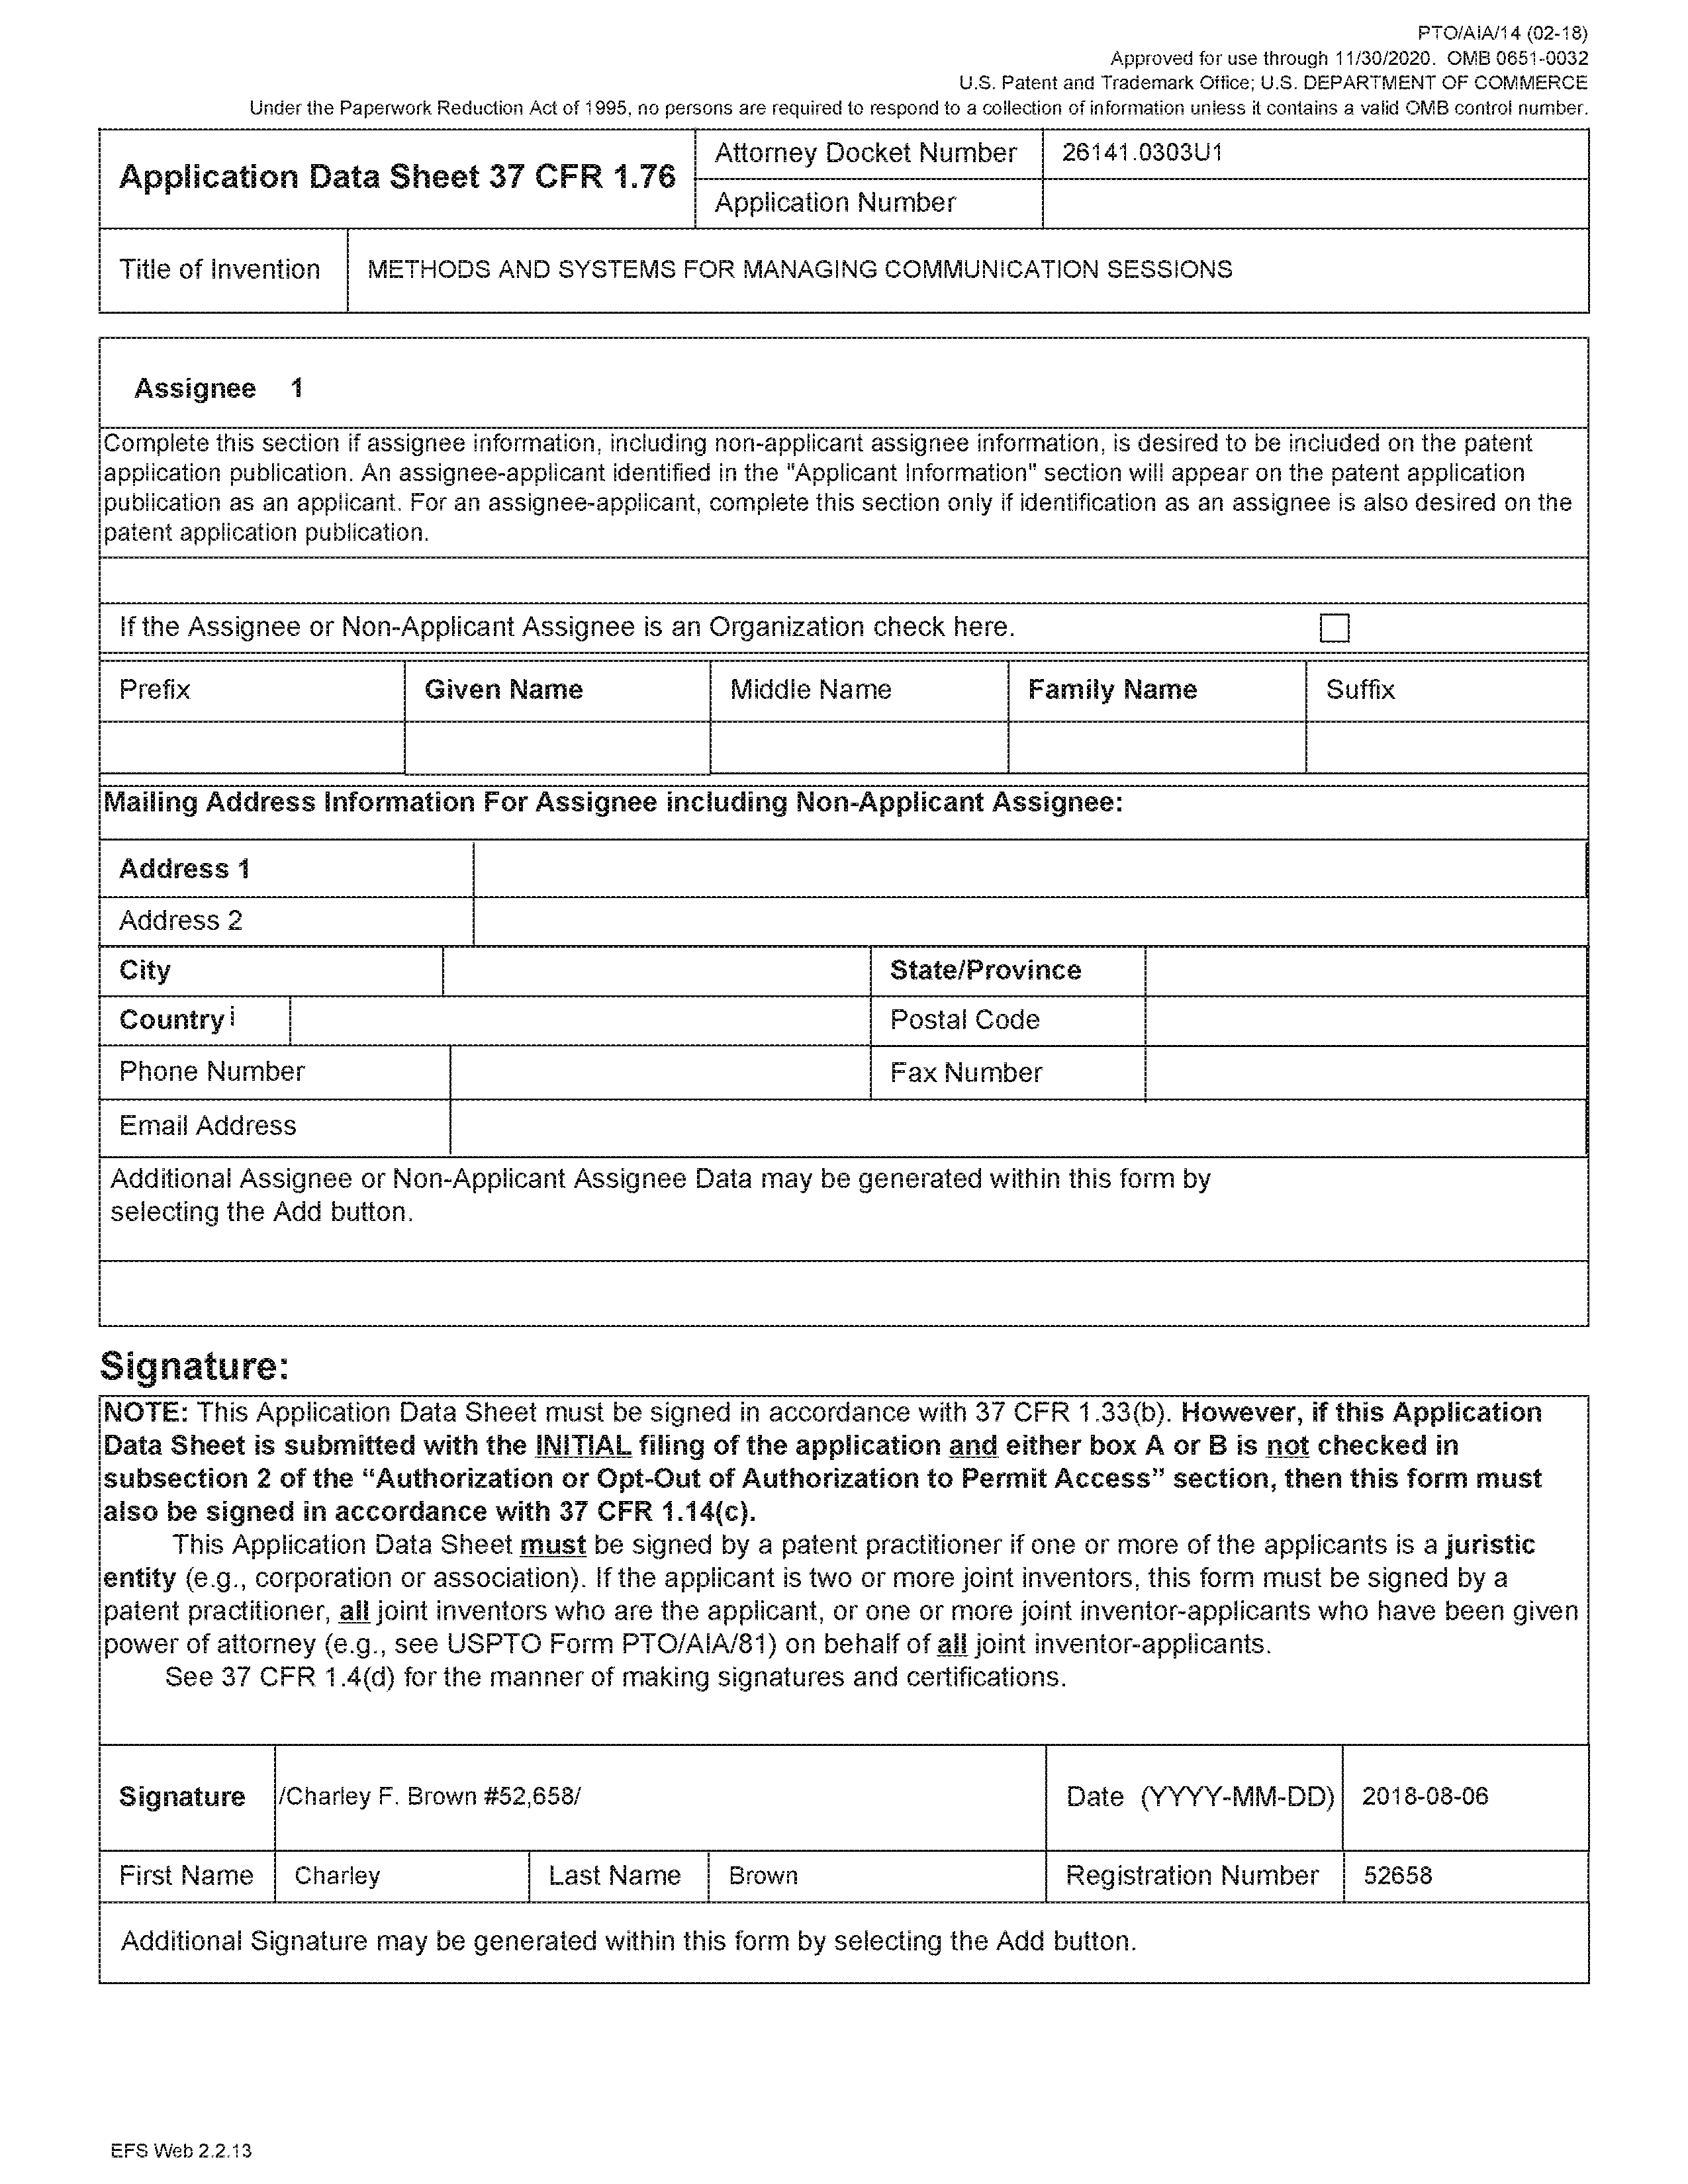 PTO/AIA/14 (02-18)
Approved for use through 11/30/2020. OMB 0651-0032
U.S. Patent and Trademark Office; U.S. DEPARTMENT OF COMMERCE
Under the Paperwork Reduction Act of 1995, no persons are required to respond to a collection of information unless it contains a valid OMB control number.
Application Data Sheet 37 CFR 1.76
Attorney Docket Number 26141.0303U1
Application Number
Title of Invention METHODS AND SYSTEMS FOR MANAGING COMMUNICATION SESSIONS
Assignee 1
Complete this section if assignee information, including non-applicant assignee information, is desired to be included on the patent
application publication. An assignee-applicant identified in the "Applicant Information" section will appear on the patent application
publication as an applicant. For an assignee-applicant, complete this section only if identification as an assignee is also desired on the
patent application publication.
If the Assignee or Non-Applicant Assignee is an Organization check here.
Prefix Given Name Middle Name Family Name Suffix
Mailing Address Information For Assignee including Non-Applicant Assignee:
Address 1
Address 2
City State/Province
Country i Postal Code
Phone Number Fax Number
Email Address
Additional Assignee or Non-Applicant Assignee Data may be generated within this form by
selecting the Add button.
Signature:
NOTE: This Application Data Sheet must be signed in accordance with 37 CFR 1.33(b). However, if this Application
Data Sheet is submitted with the INITIAL filing of the application and either box A or B is not checked in
subsection 2 of the “Authorization or Opt-Out of Authorization to Permit Access” section, then this form must
also be signed in accordance with 37 CFR 1.14(c).
This Application Data Sheet must be signed by a patent practitioner if one or more of the applicants is a juristic
entity (e.g., corporation or association). If the applicant is two or more joint inventors, this form must be signed by a
patent practitioner, all joint inventors who are the applicant, or one or more joint inventor-applicants who have been given
power of attorney (e.g., see USPTO Form PTO/AIA/81) on behalf of all joint inventor-applicants.
See 37 CFR 1.4(d) for the manner of making signatures and certifications.
Signature /Charley F. Brown #52,658/ Date (YYYY-MM-DD) 2018-08-06
First Name Charley Last Name Brown Registration Number 52658
Additional Signature may be generated within this form by selecting the Add button.
EFS Web 2.2.13